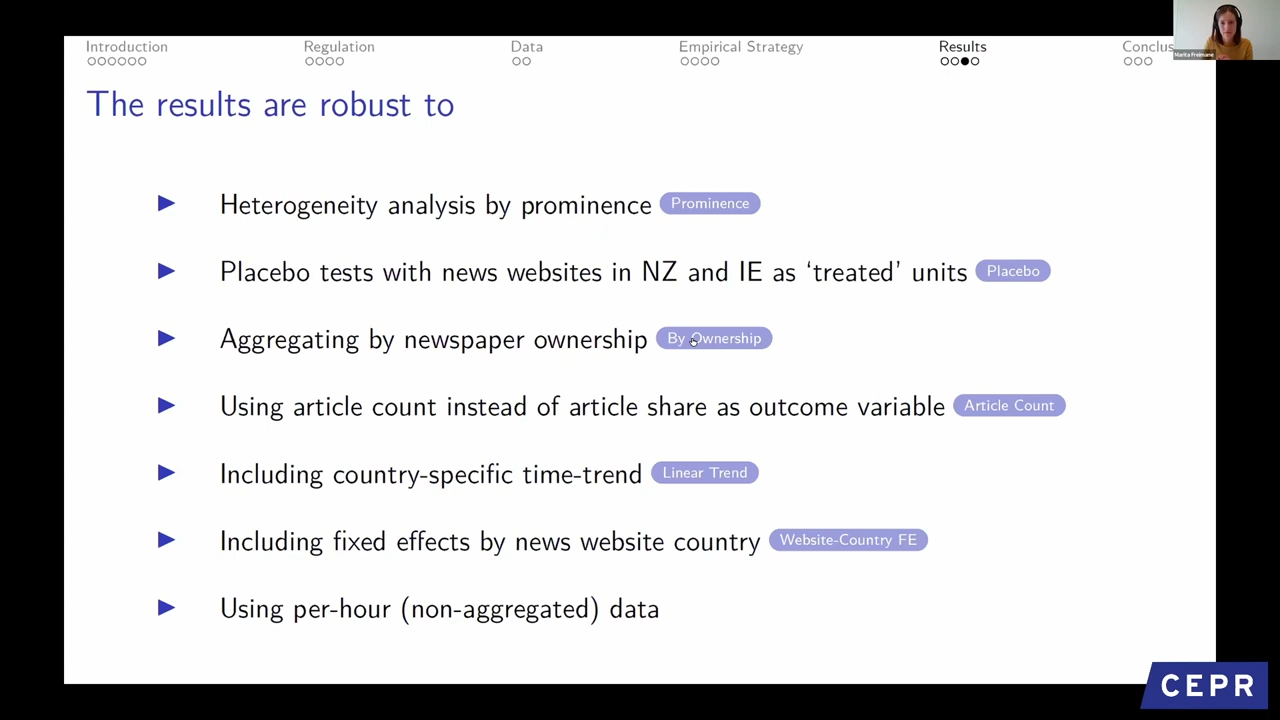 Introduction Regulation Data Empirical Strategy Results Conclus
Marita Freimane
The results are robust to
Heterogeneity analysis by prominence Prominence
Placebo tests with news websites in NZ and IE as ‘treated’ units Placebo
Aggregating by newspaper ownership By Ownership
Using article count instead of article share as outcome variable Article Count
Including country-specific time-trend Linear Trend
Including fixed effects by news website country Website-Country FE
Using per-hour (non-aggregated) data
CEPR